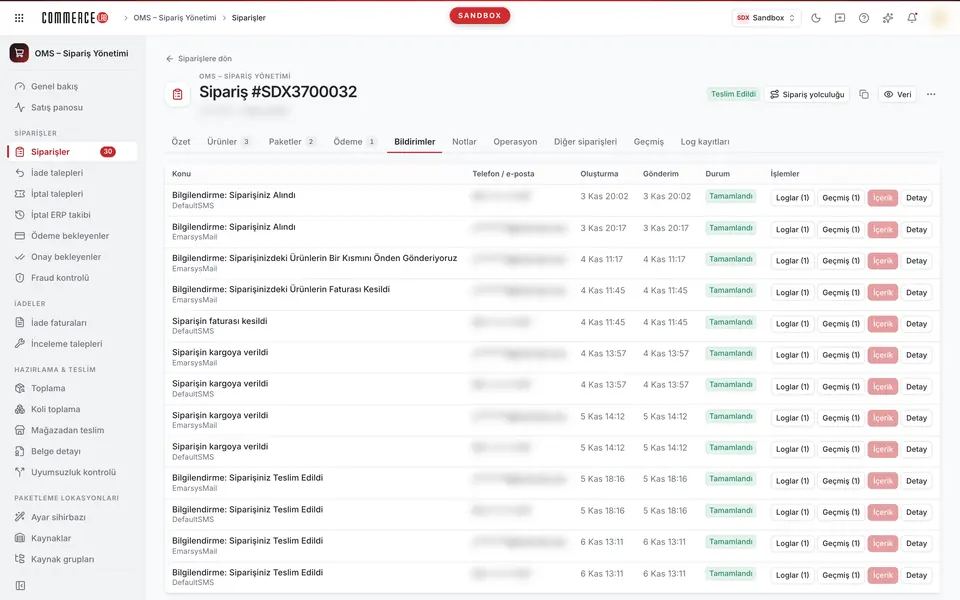 COMMERCE
OMS – Sipariş Yönetimi
Siparişler
SANDBOX
SDX Sandbox
OMS – Sipariş Yönetimi
Genel bakış
Satış panosu
SİPARİŞLER
Siparişler 30
İade talepleri
İptal talepleri
İptal ERP takibi
Ödeme bekleyenler
Onay bekleyenler
Fraud kontrolü
İADELER
İade faturaları
İnceleme talepleri
HAZIRLAMA & TESLİM
Toplama
Koli toplama
Mağazadan teslim
Belge detayı
Uyumsuzluk kontrolü
PAKETLEME LOKASYONLARI
Ayar sihirbazı
Kaynaklar
Kaynak grupları
Siparişlere dön
OMS – SİPARİŞ YÖNETİMİ
Sipariş #SDX3700032
Teslim Edildi
Sipariş yolculuğu
Veri
Özet Ürünler 3 Paketler 2 Ödeme 1 Bildirimler Notlar Operasyon Diğer siparişleri Geçmiş Log kayıtları
Konu Telefon / e-posta Oluşturma Gönderim Durum İşlemler
Bilgilendirme: Siparişiniz Alındı
DefaultSMS
3 Kas 20:02 3 Kas 20:02 Tamamlandı Loglar (1) Geçmiş (1) İçerik Detay
Bilgilendirme: Siparişiniz Alındı
EmarsysMail
3 Kas 20:17 3 Kas 20:17 Tamamlandı Loglar (1) Geçmiş (1) İçerik Detay
Bilgilendirme: Siparişinizdeki Ürünlerin Bir Kısmını Önden Gönderiyoruz
EmarsysMail
4 Kas 11:17 4 Kas 11:17 Tamamlandı Loglar (1) Geçmiş (1) İçerik Detay
Bilgilendirme: Siparişinizdeki Ürünlerin Faturası Kesildi
EmarsysMail
4 Kas 11:45 4 Kas 11:45 Tamamlandı Loglar (1) Geçmiş (1) İçerik Detay
Siparişin faturası kesildi
DefaultSMS
4 Kas 11:45 4 Kas 11:45 Tamamlandı Loglar (1) Geçmiş (1) İçerik Detay
Siparişin kargoya verildi
EmarsysMail
4 Kas 13:57 4 Kas 13:57 Tamamlandı Loglar (1) Geçmiş (1) İçerik Detay
Siparişin kargoya verildi
DefaultSMS
4 Kas 13:57 4 Kas 13:57 Tamamlandı Loglar (1) Geçmiş (1) İçerik Detay
Siparişin kargoya verildi
EmarsysMail
5 Kas 14:12 5 Kas 14:12 Tamamlandı Loglar (1) Geçmiş (1) İçerik Detay
Siparişin kargoya verildi
DefaultSMS
5 Kas 14:12 5 Kas 14:12 Tamamlandı Loglar (1) Geçmiş (1) İçerik Detay
Bilgilendirme: Siparişiniz Teslim Edildi
EmarsysMail
5 Kas 18:16 5 Kas 18:16 Tamamlandı Loglar (1) Geçmiş (1) İçerik Detay
Bilgilendirme: Siparişiniz Teslim Edildi
DefaultSMS
5 Kas 18:16 5 Kas 18:16 Tamamlandı Loglar (1) Geçmiş (1) İçerik Detay
Bilgilendirme: Siparişiniz Teslim Edildi
EmarsysMail
6 Kas 13:11 6 Kas 13:11 Tamamlandı Loglar (1) Geçmiş (1) İçerik Detay
Bilgilendirme: Siparişiniz Teslim Edildi
DefaultSMS
6 Kas 13:11 6 Kas 13:11 Tamamlandı Loglar (1) Geçmiş (1) İçerik Detay